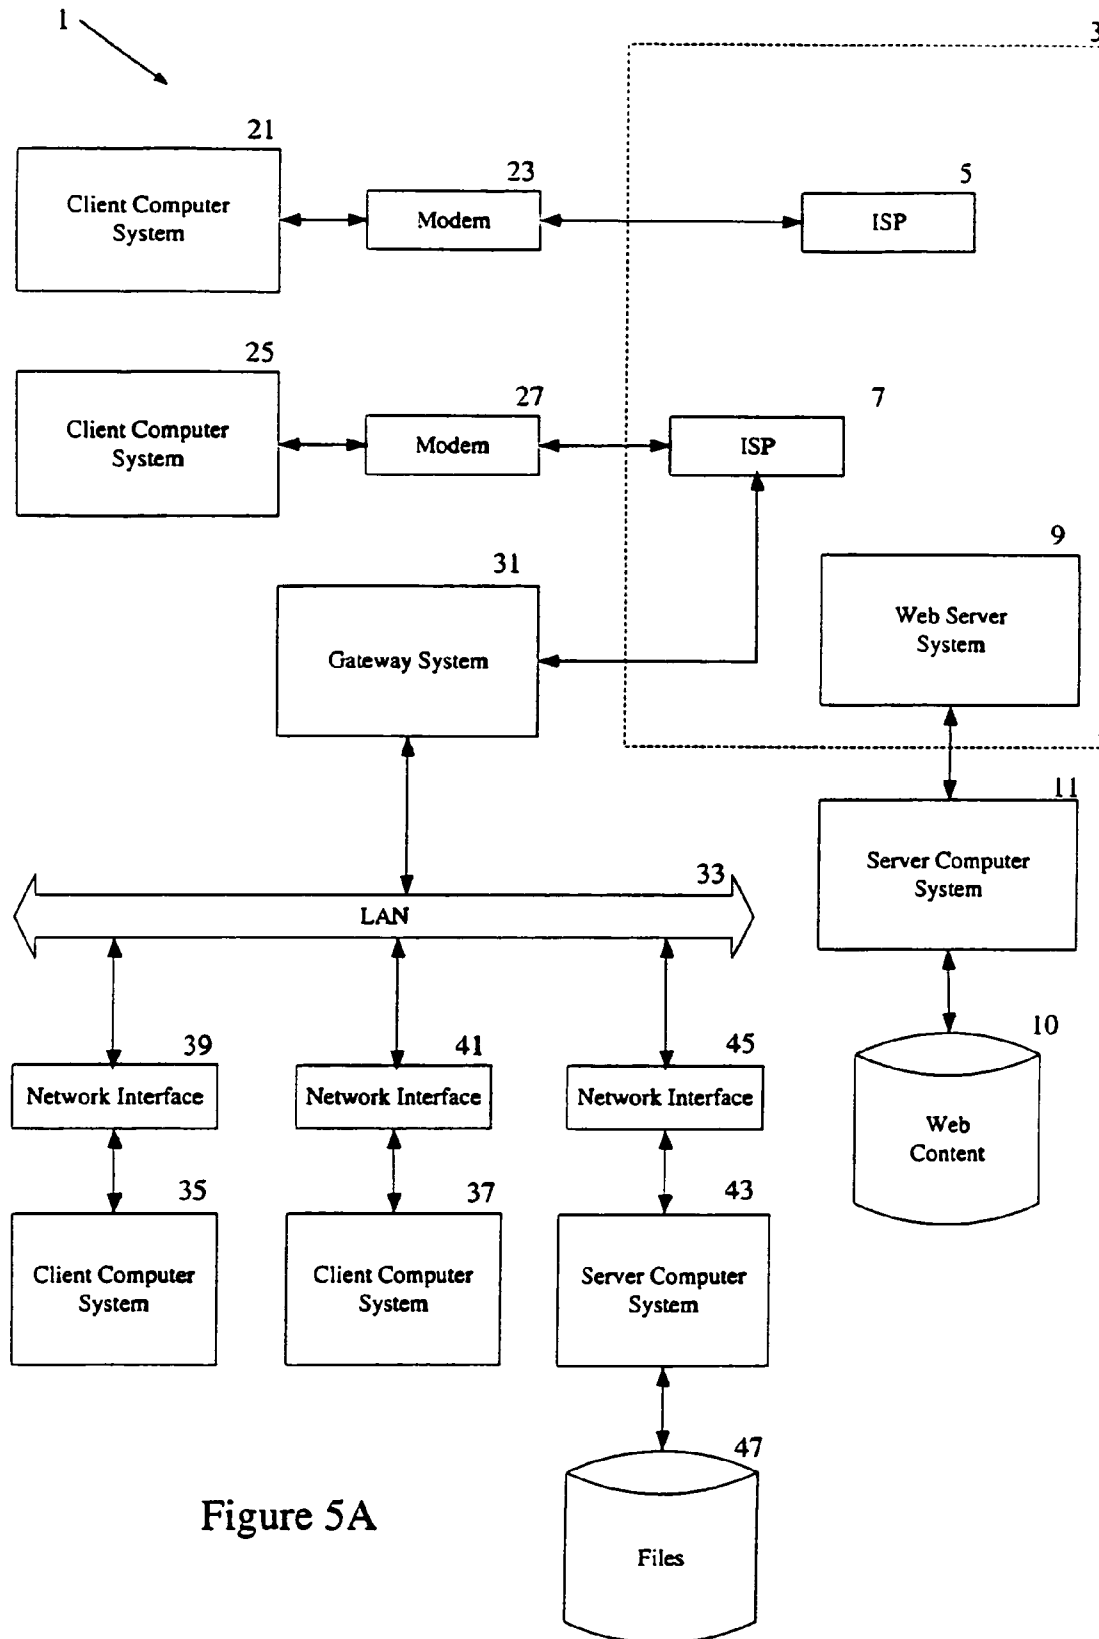 1
3
21
Client Computer
System
23
Modem
5
ISP
25
Client Computer
System
27
Modem
7
ISP
31
Gateway System
9
Web Server
System
11
Server Computer
System
33
LAN
10
Web
Content
39
Network Interface
41
Network Interface
45
Network Interface
35
Client Computer
System
37
Client Computer
System
43
Server Computer
System
47
Files
Figure 5A